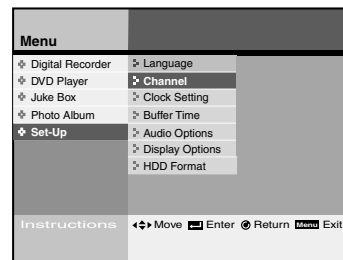 Menu
Digital Recorder
DVD Player
Juke Box
Photo Album
Set-Up
Language
Channel
Clock Setting
Buffer Time
Audio Options
Display Options
HDD Format
Instructions
Move Enter Return Menu Exit